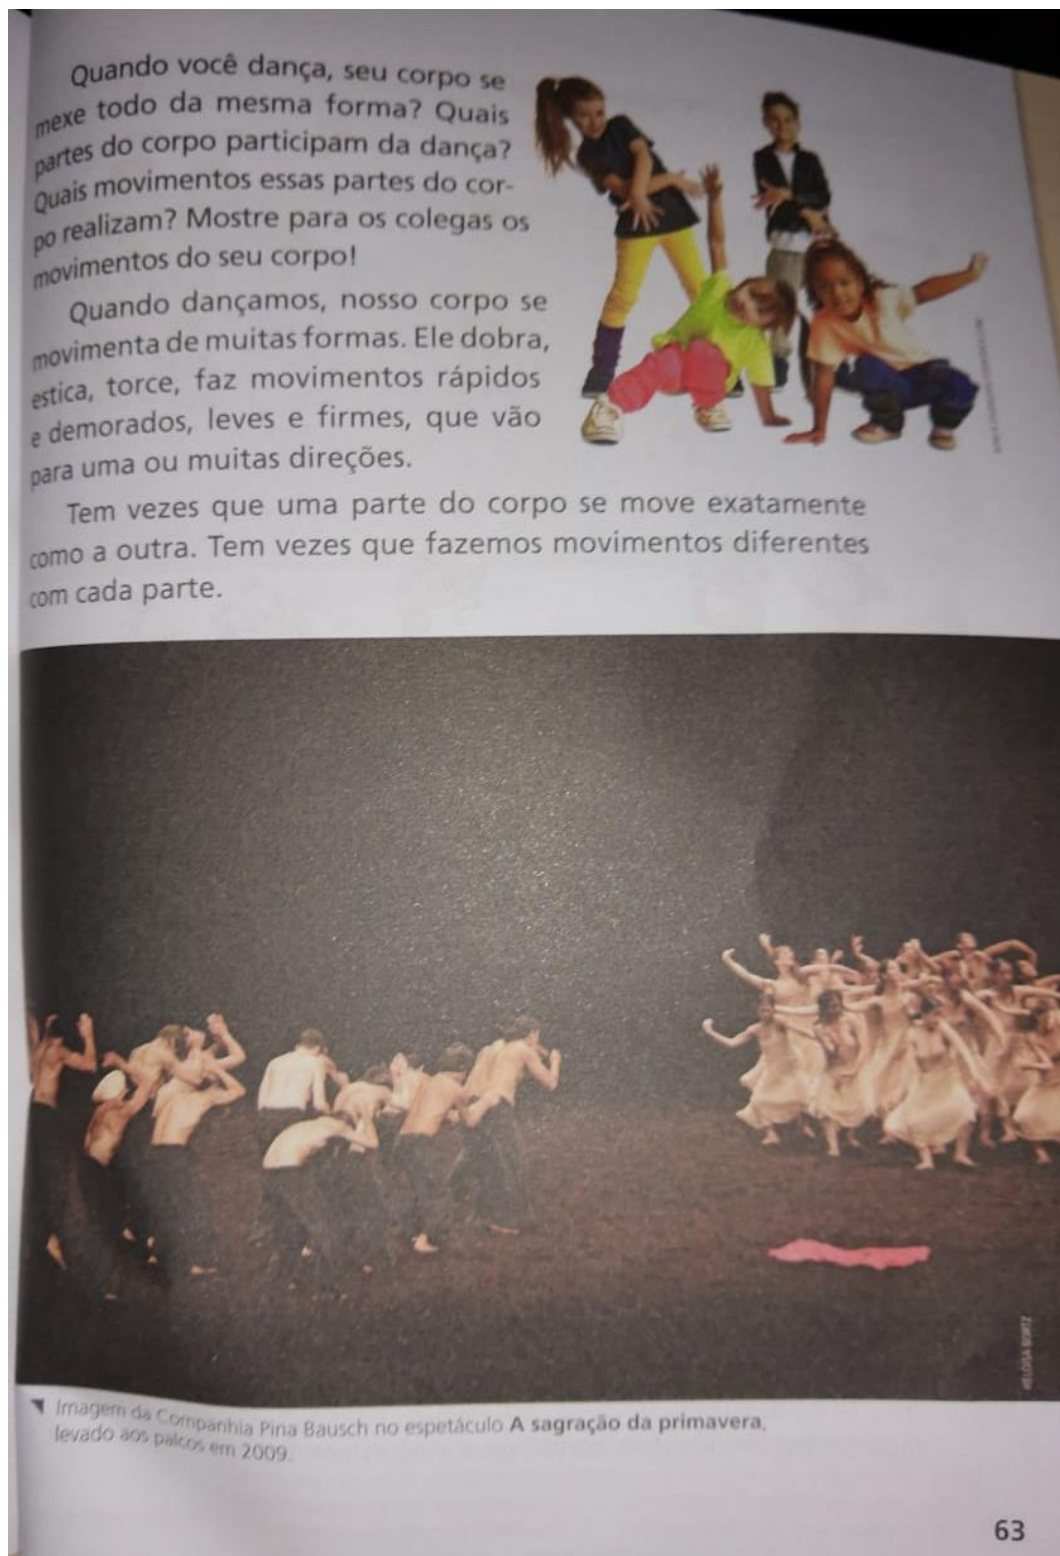 Quando você dança, seu corpo se
mexe todo da mesma forma? Quais
partes do corpo participam da dança?
Quais movimentos essas partes do cor-
po realizam? Mostre para os colegas os
movimentos do seu corpo!
Quando dançamos, nosso corpo se
movimenta de muitas formas. Ele dobra,
estica, torce, faz movimentos rápidos
e demorados, leves e firmes, que vão
para uma ou muitas direções.
Tem vezes que uma parte do corpo se move exatamente
como a outra. Tem vezes que fazemos movimentos diferentes
com cada parte.
Imagem da Companhia Pina Bausch no espetáculo A sagração da primavera,
levado aos palcos em 2009.
63